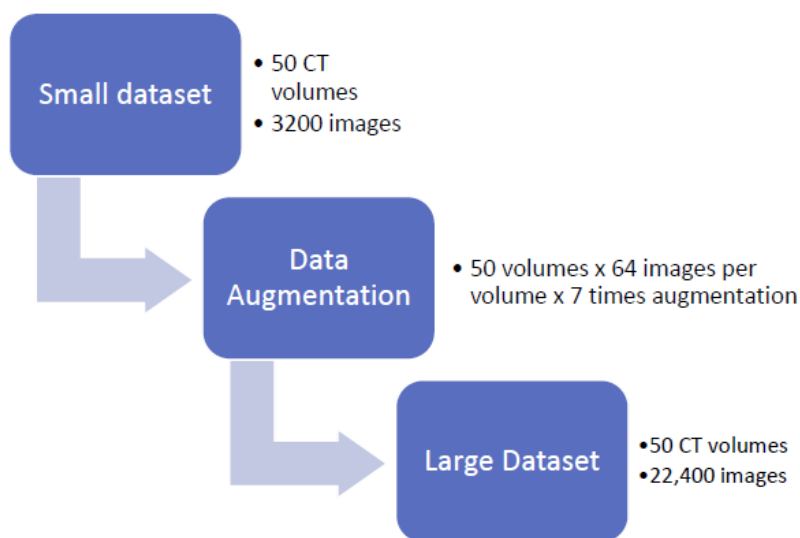 Small dataset
• 50 CT
volumes
• 3200 images
Data
Augmentation
• 50 volumes x 64 images per
volume x 7 times augmentation
Large Dataset
•50 CT volumes
•22,400 images